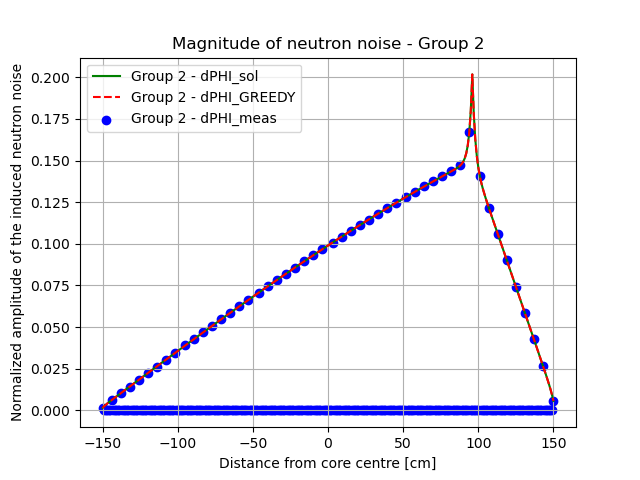 Magnitude of neutron noise - Group 2
Normalized amplitude of the induced neutron noise
0.200
0.175
0.150
0.125
0.100
0.075
0.050
0.025
0.000
Group 2 - dPHI_sol
Group 2 - dPHI_GREEDY
Group 2 - dPHI_meas
−150 −100 −50 0 50 100 150
Distance from core centre [cm]